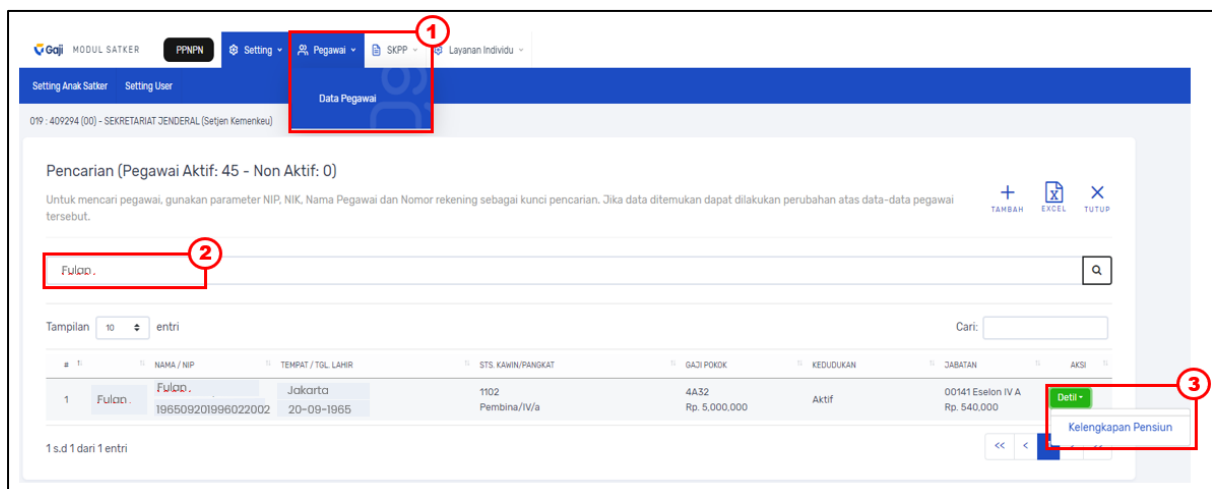 1
Gaji MODUL SATKER PPNPN Setting Pegawai SKPP Layanan Individu
Setting Anak Satker Setting User
Data Pegawai
019 : 409294 (00) - SEKRETARIAT JENDERAL (Setjen Kemenkeu)
Pencarian (Pegawai Aktif: 45 - Non Aktif: 0)
Untuk mencari pegawai, gunakan parameter NIP, NIK, Nama Pegawai dan Nomor rekening sebagai kunci pencarian. Jika data ditemukan dapat dilakukan perubahan atas data-data pegawai
tersebut.
TAMBAH EXCEL TUTUP
2
Fulan.
Tampilan 10 entri Cari:
# NAMA / NIP TEMPAT / TGL. LAHIR STS. KAWIN/PANGKAT GAJI POKOK KEDUDUKAN JABATAN AKSI
1 Fulan. Fulan. Jakarta 1102 4A32 Aktif 00141 Eselon IV A Detil
196509201996022002 20-09-1965 Pembina/IV/a Rp. 5,000,000 Rp. 540,000
3
Kelengkapan Pensiun
1 s.d 1 dari 1 entri << <